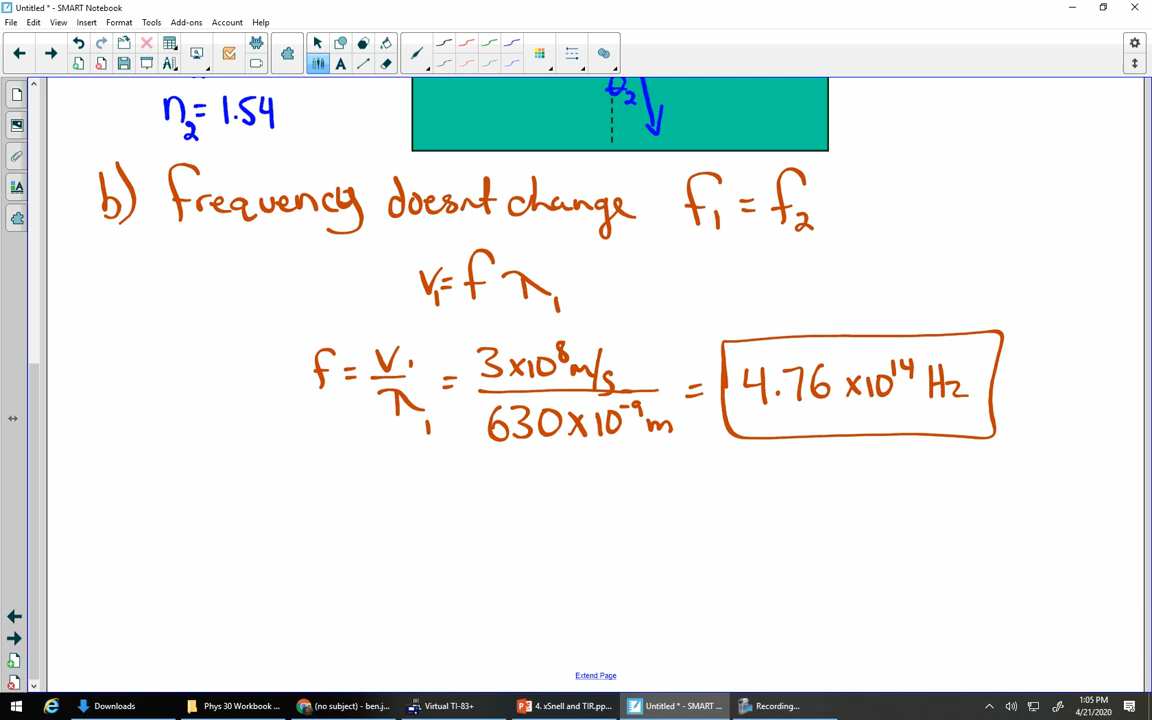 Untitled * - SMART Notebook
File Edit View Insert Format Tools Add-ons Account Help
θ2
n2 = 1.54
b) frequency doesnt change f1 = f2
v1 = f λ1
f = v1/λ1 = 3x10^8 m/s / 630x10^-9 m = 4.76 x10^14 Hz
Extend Page
Downloads Phys 30 Workbook ... (no subject) - ben.j... Virtual TI-83+ 4. xSnell and TIR.pp... Untitled * - SMART ... Recording...
1:05 PM
4/21/2020